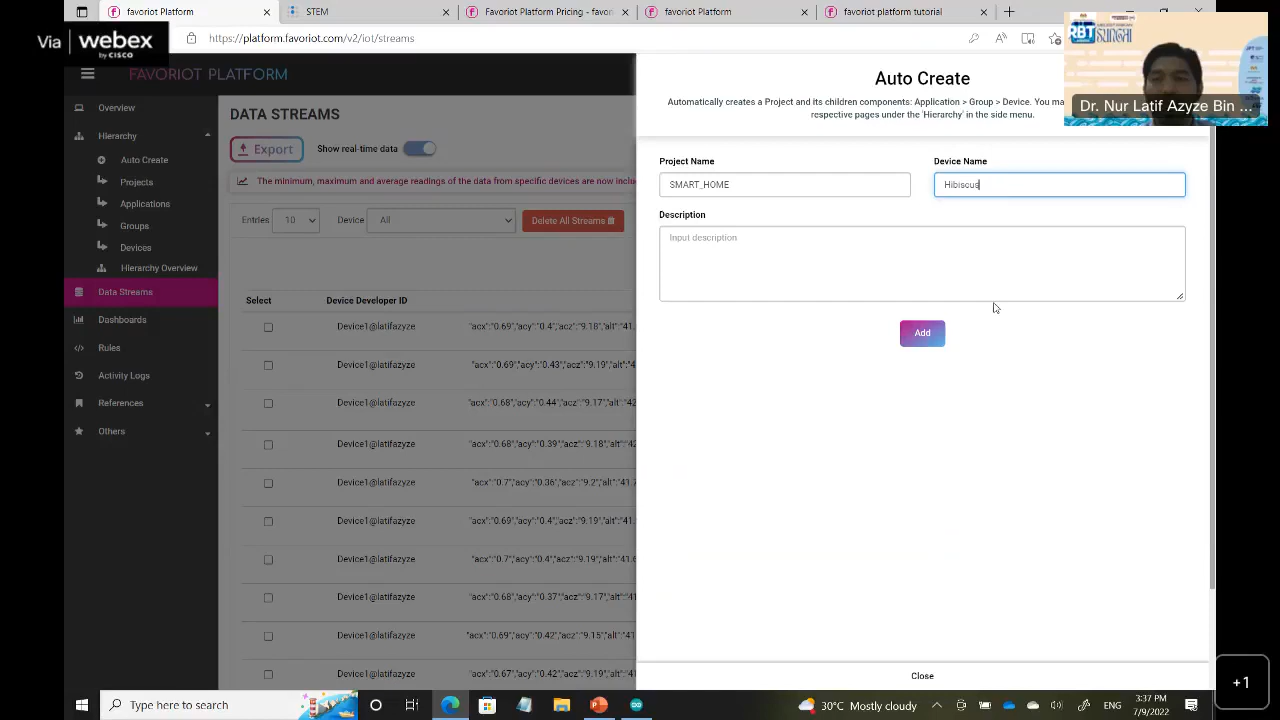 Via webex
by CISCO
STEM
Favoriot Platform Pricing - Favor
favoriot platform tutorial
https://platform.favoriot.com/v2/
RBT
FAVORIOT PLATFORM
Dr. Nur Latif Azyze Bin ...
Overview
Hierarchy
Auto Create
Projects
Applications
Groups
Devices
Hierarchy Overview
Data Streams
Dashboards
Rules
Activity Logs
References
Others
DATA STREAMS
Export
Show real-time data
The minimum, maximum and average readings of the data from specific devices are now inclu
Entries
10
Device
All
Delete All Streams
Select
Device Developer ID
Device1@latifazyze
"acx":"0.69","acy":"0.4","acz":"9.18","alt":"41.
Device1@latifazyze
"acx":"0.69","acy":"0.43","acz":"9.18","alt":"41
Device1@latifazyze
"acx":"0.68","acy":"0.44","acz":"9.17","alt":"42
Device1@latifazyze
"acx":"0.68","acy":"0.39","acz":"9.18","alt":"42
Device1@latifazyze
"acx":"0.7","acy":"0.36","acz":"9.2","alt":"41.
Device1@latifazyze
"acx":"0.69","acy":"0.4","acz":"9.19","alt":"41.
Device1@latifazyze
"acx":"0.7","acy":"0.4","acz":"9.19","alt":"41.6
Device1@latifazyze
"acx":"0.68","acy":"0.37","acz":"9.19","alt":"41
Device1@latifazyze
"acx":"0.69","acy":"0.42","acz":"9.15","alt":"41
Device1@latifazyze
"acx":"0.69","acy":"0.42","acz":"9.19","alt":"41
Auto Create
Automatically creates a Project and its children components: Application > Group > Device. You ma
respective pages under the 'Hierarchy' in the side menu.
Project Name
Device Name
SMART_HOME
Hibiscus
Description
Input description
Add
Close
+1
Type here to search
30°C Mostly cloudy
ENG
3:37 PM
7/9/2022